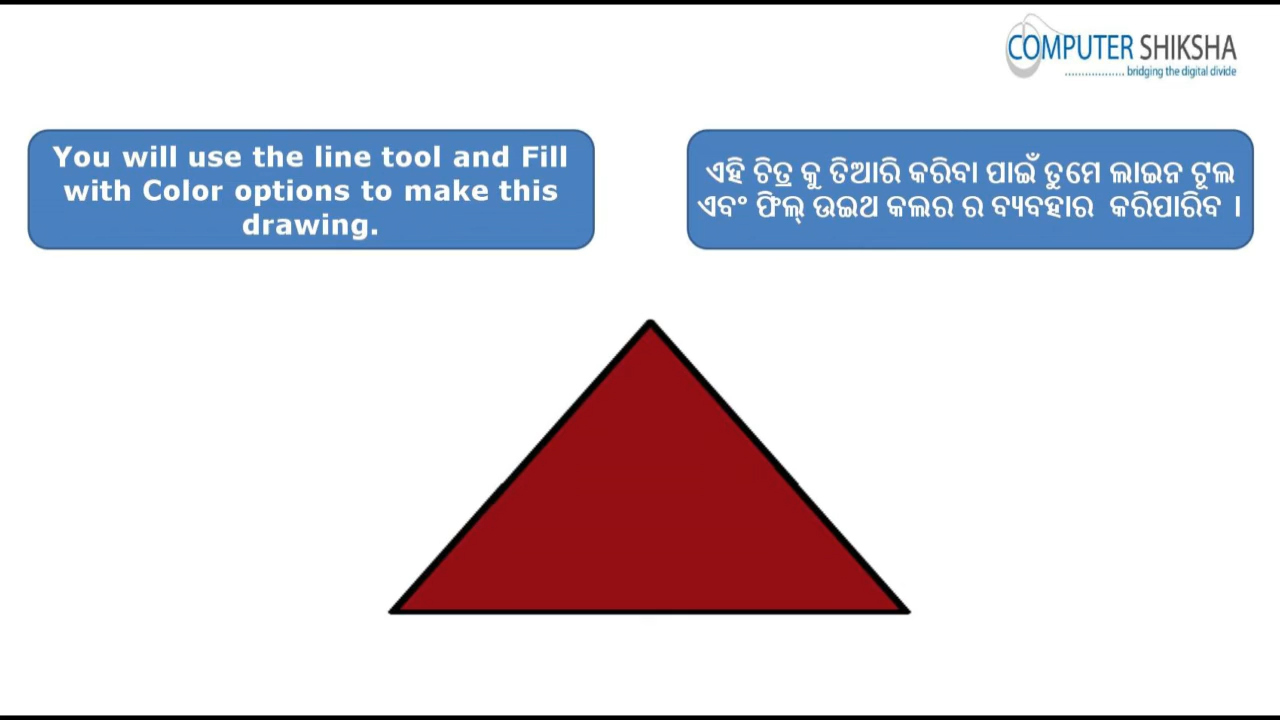 COMPUTER SHIKSHA
.................. bridging the digital divide
You will use the line tool and Fill
with Color options to make this
drawing.
ଏହି ଚିତ୍ର କୁ ତିଆରି କରିବା ପାଇଁ ତୁମେ ଲାଇନ ଟୂଲ
ଏବଂ ଫିଲ୍ ଉଇଥ କଲର ର ବ୍ୟବହାର  କରିପାରିବ ।